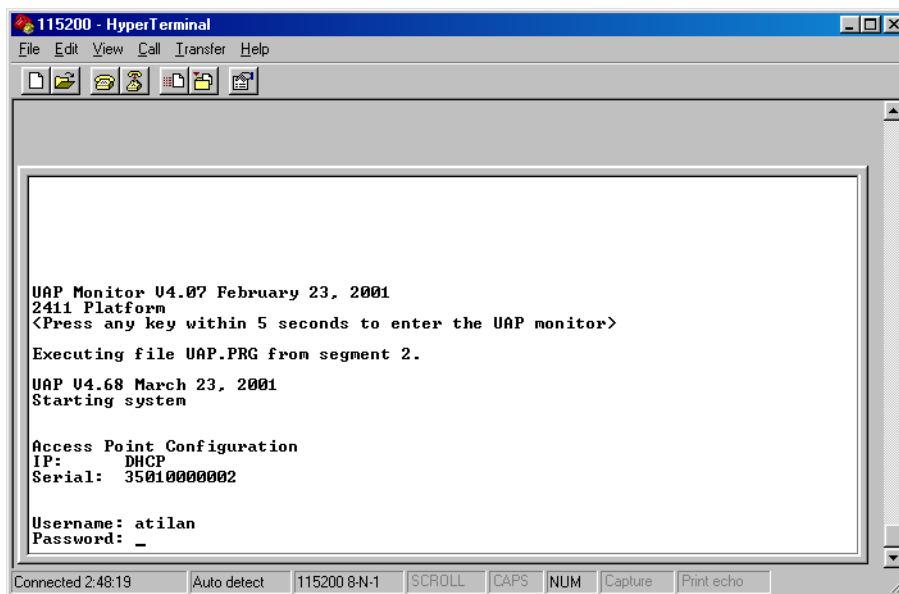 115200 - HyperTerminal
File Edit View Call Transfer Help
UAP Monitor V4.07 February 23, 2001
2411 Platform
<Press any key within 5 seconds to enter the UAP monitor>
Executing file UAP.PRG from segment 2.
UAP V4.68 March 23, 2001
Starting system
Access Point Configuration
IP: DHCP
Serial: 35010000002
Username: atilan
Password: _
Connected 2:48:19 Auto detect 115200 8-N-1 SCROLL CAPS NUM Capture Print echo